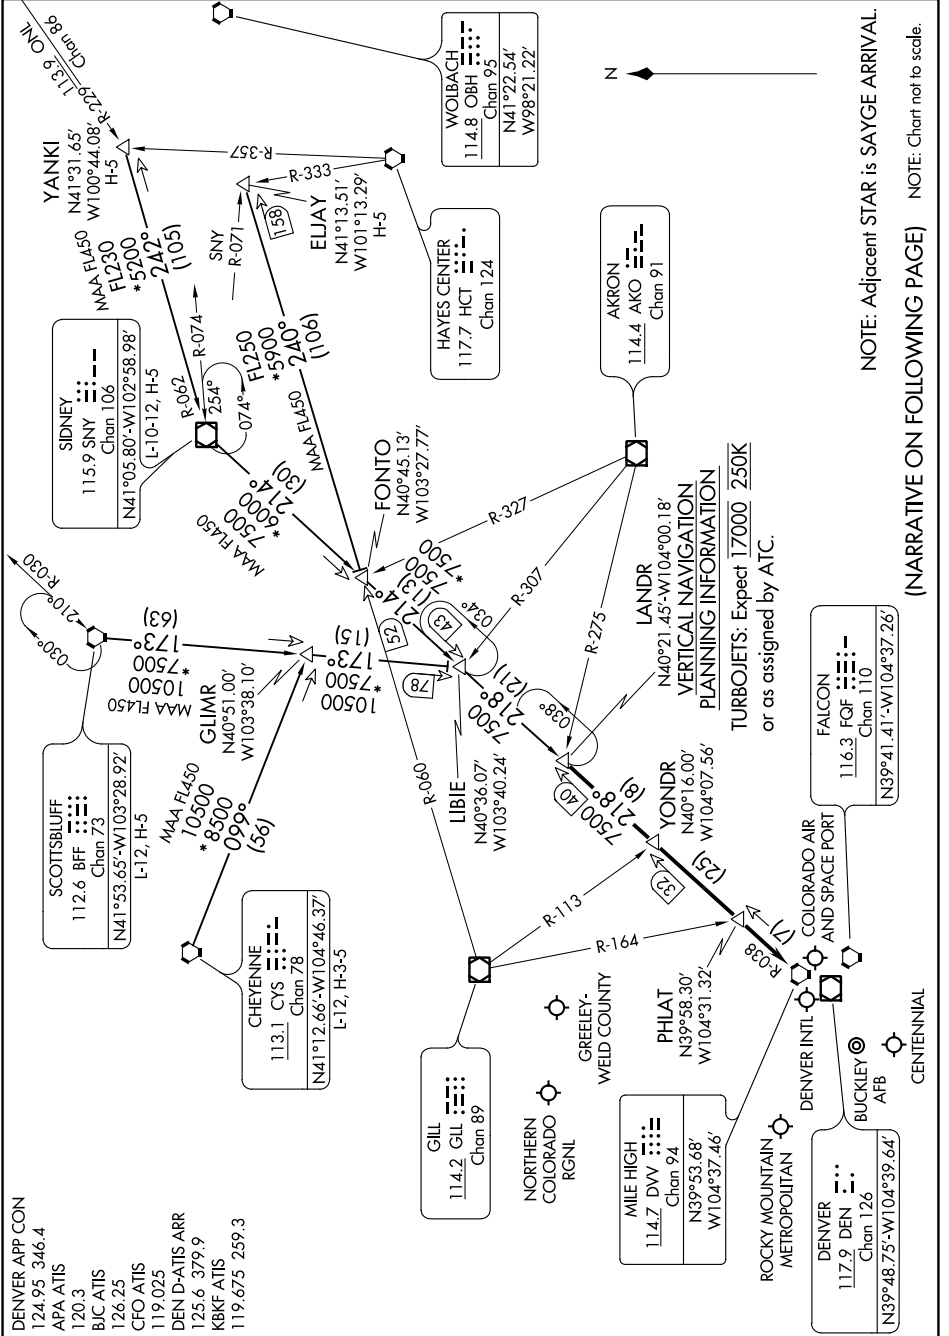 DENVER APP CON
124.95 346.4
APA ATIS
120.3
BJC ATIS
126.25
CFO ATIS
119.025
DEN D-ATIS ARR
125.6 379.9
KBKF ATIS
119.675 259.3
SCOTTSBLUFF
112.6 BFF
Chan 73
N41°53.65'-W103°28.92'
L-12, H-5
030°
210°
R-030
MAA FL450
10500
*7500
173°
(63)
CHEYENNE
113.1 CYS
Chan 78
N41°12.66'-W104°46.37'
L-12, H-3-5
MAA FL450
10500
*8500
099°
(56)
GLIMR
N40°51.00'
W103°38.10'
10500
*7500
173°
(15)
78
SIDNEY
115.9 SNY
Chan 106
N41°05.80'-W102°58.98'
L-10-12, H-5
R-062
R-074
254°
074°
MAA FL450
7500
*6000
214°
(30)
YANKI
N41°31.65'
W100°44.08'
H-5
R-229
113.9 ONL
Chan 86
MAA FL450
FL230
*5200
242°
(105)
R-357
SNY
R-071
R-333
158
ELJAY
N41°13.51'
W101°13.29'
H-5
FL250
*5900
240°
(106)
MAA FL450
WOLBACH
114.8 OBH
Chan 95
N41°22.54'
W98°21.22'
HAYES CENTER
117.7 HCT
Chan 124
FONTO
N40°45.13'
W103°27.77'
52
214°
(13)
7500
*7500
43
034°
R-327
R-307
R-275
AKRON
114.4 AKO
Chan 91
LIBIE
N40°36.07'
W103°40.24'
R-060
7500
218°
(21)
038°
LANDR
N40°21.45'-W104°00.18'
VERTICAL NAVIGATION
PLANNING INFORMATION
TURBOJETS: Expect 17000 250K
or as assigned by ATC.
40
7500
218°
(8)
YONDR
N40°16.00'
W104°07.56'
32
(25)
R-113
R-164
GILL
114.2 GLL
Chan 89
PHLAT
N39°58.30'
W104°31.32'
(7)
R-038
NORTHERN
COLORADO
RGNL
GREELEY-
WELD COUNTY
MILE HIGH
114.7 DVV
Chan 94
N39°53.68'
W104°37.46'
ROCKY MOUNTAIN
METROPOLITAN
DENVER INTL
COLORADO AIR
AND SPACE PORT
FALCON
116.3 FQF
Chan 110
N39°41.41'-W104°37.26'
DENVER
117.9 DEN
Chan 126
N39°48.75'-W104°39.64'
BUCKLEY
AFB
CENTENNIAL
N
NOTE: Adjacent STAR is SAYGE ARRIVAL.
(NARRATIVE ON FOLLOWING PAGE)
NOTE: Chart not to scale.